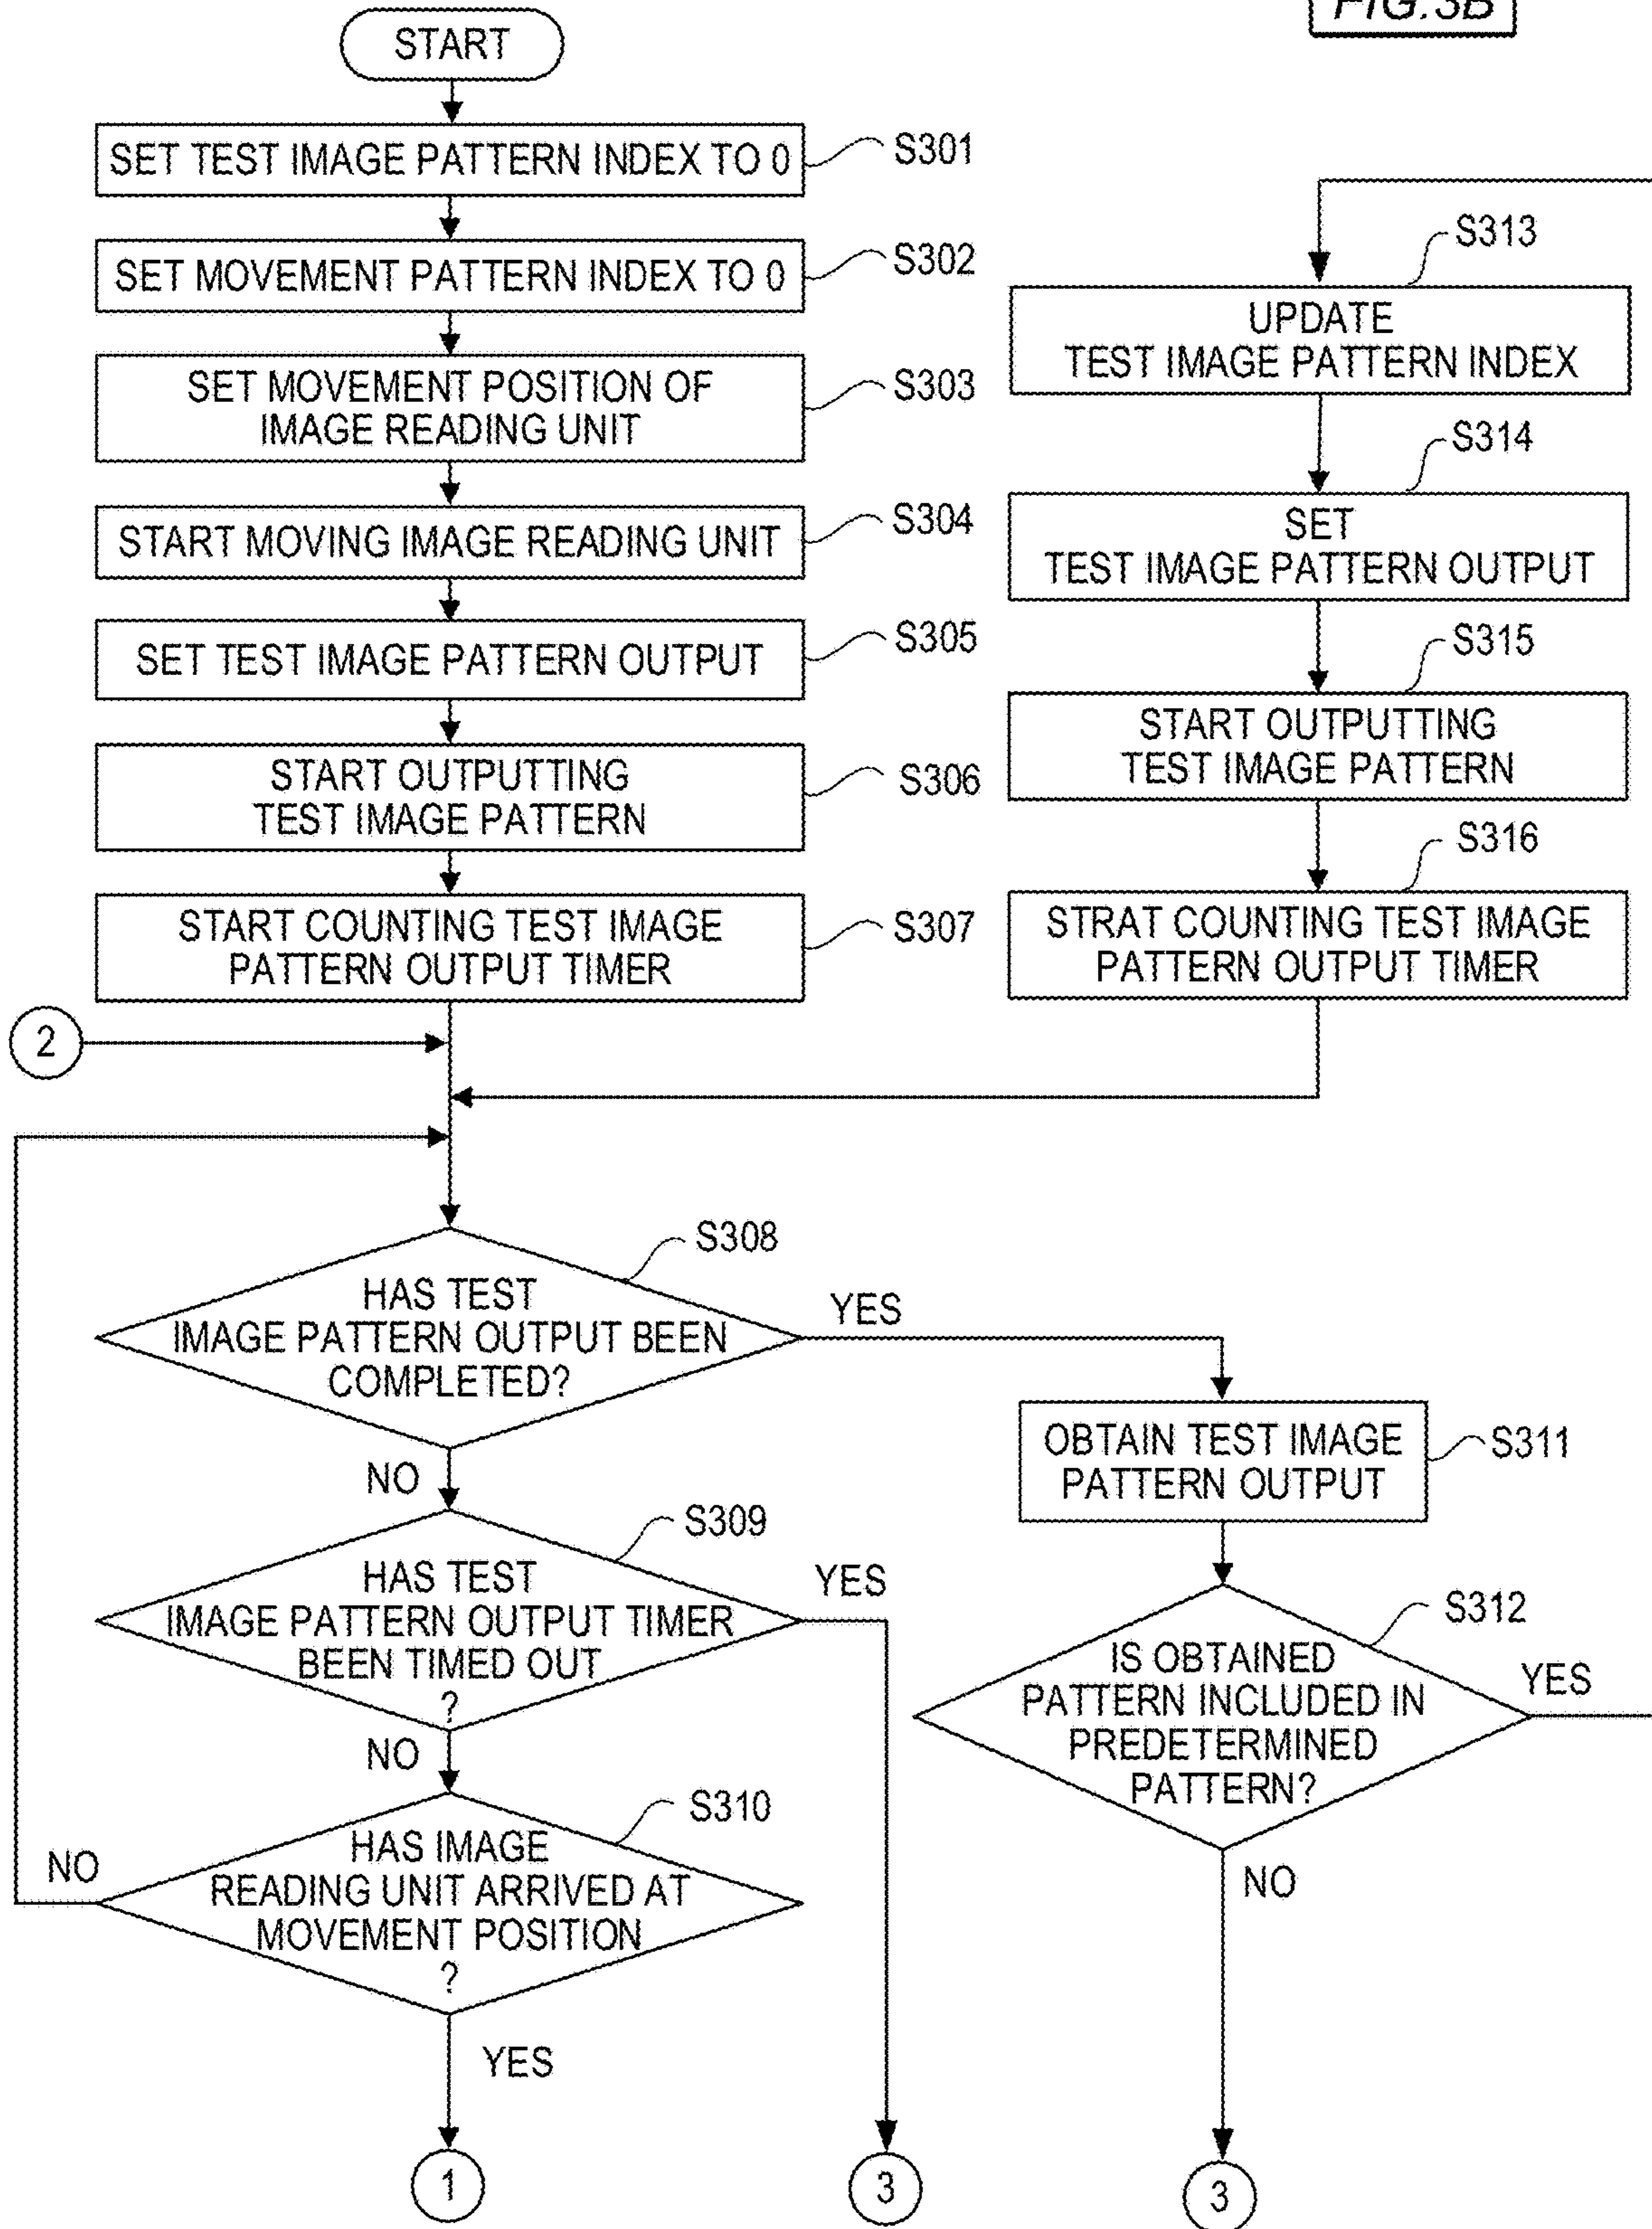 FIG.3B
START
SET TEST IMAGE PATTERN INDEX TO 0
S301
SET MOVEMENT PATTERN INDEX TO 0
S302
SET MOVEMENT POSITION OF
IMAGE READING UNIT
S303
START MOVING IMAGE READING UNIT
S304
SET TEST IMAGE PATTERN OUTPUT
S305
START OUTPUTTING
TEST IMAGE PATTERN
S306
START COUNTING TEST IMAGE
PATTERN OUTPUT TIMER
S307
S313
UPDATE
TEST IMAGE PATTERN INDEX
S314
SET
TEST IMAGE PATTERN OUTPUT
S315
START OUTPUTTING
TEST IMAGE PATTERN
S316
STRAT COUNTING TEST IMAGE
PATTERN OUTPUT TIMER
2
S308
HAS TEST
IMAGE PATTERN OUTPUT BEEN
COMPLETED?
YES
NO
S309
HAS TEST
IMAGE PATTERN OUTPUT TIMER
BEEN TIMED OUT
?
YES
NO
S310
HAS IMAGE
READING UNIT ARRIVED AT
MOVEMENT POSITION
?
NO
YES
OBTAIN TEST IMAGE
PATTERN OUTPUT
S311
S312
IS OBTAINED
PATTERN INCLUDED IN
PREDETERMINED
PATTERN?
YES
NO
1
3
3